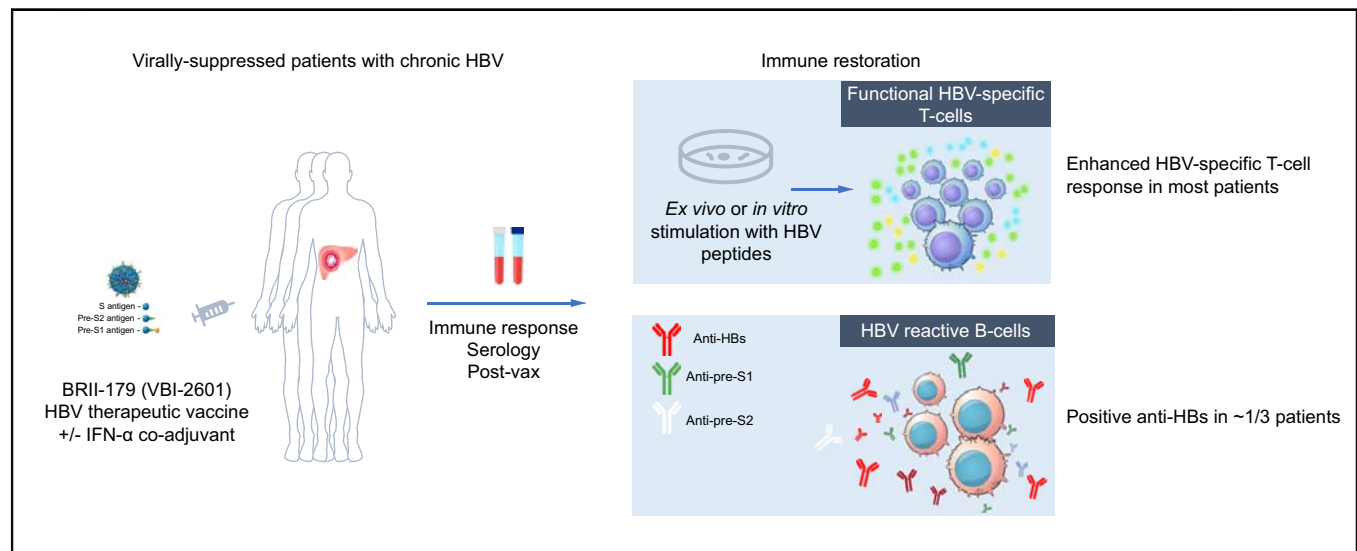 Virally-suppressed patients with chronic HBV
S antigen -
Pre-S2 antigen -
Pre-S1 antigen -
BRII-179 (VBI-2601)
HBV therapeutic vaccine
+/- IFN-α co-adjuvant
Immune response
Serology
Post-vax
Immune restoration
Functional HBV-specific
T-cells
Ex vivo or in vitro
stimulation with HBV
peptides
Enhanced HBV-specific T-cell
response in most patients
HBV reactive B-cells
Anti-HBs
Anti-pre-S1
Anti-pre-S2
Positive anti-HBs in ~1/3 patients